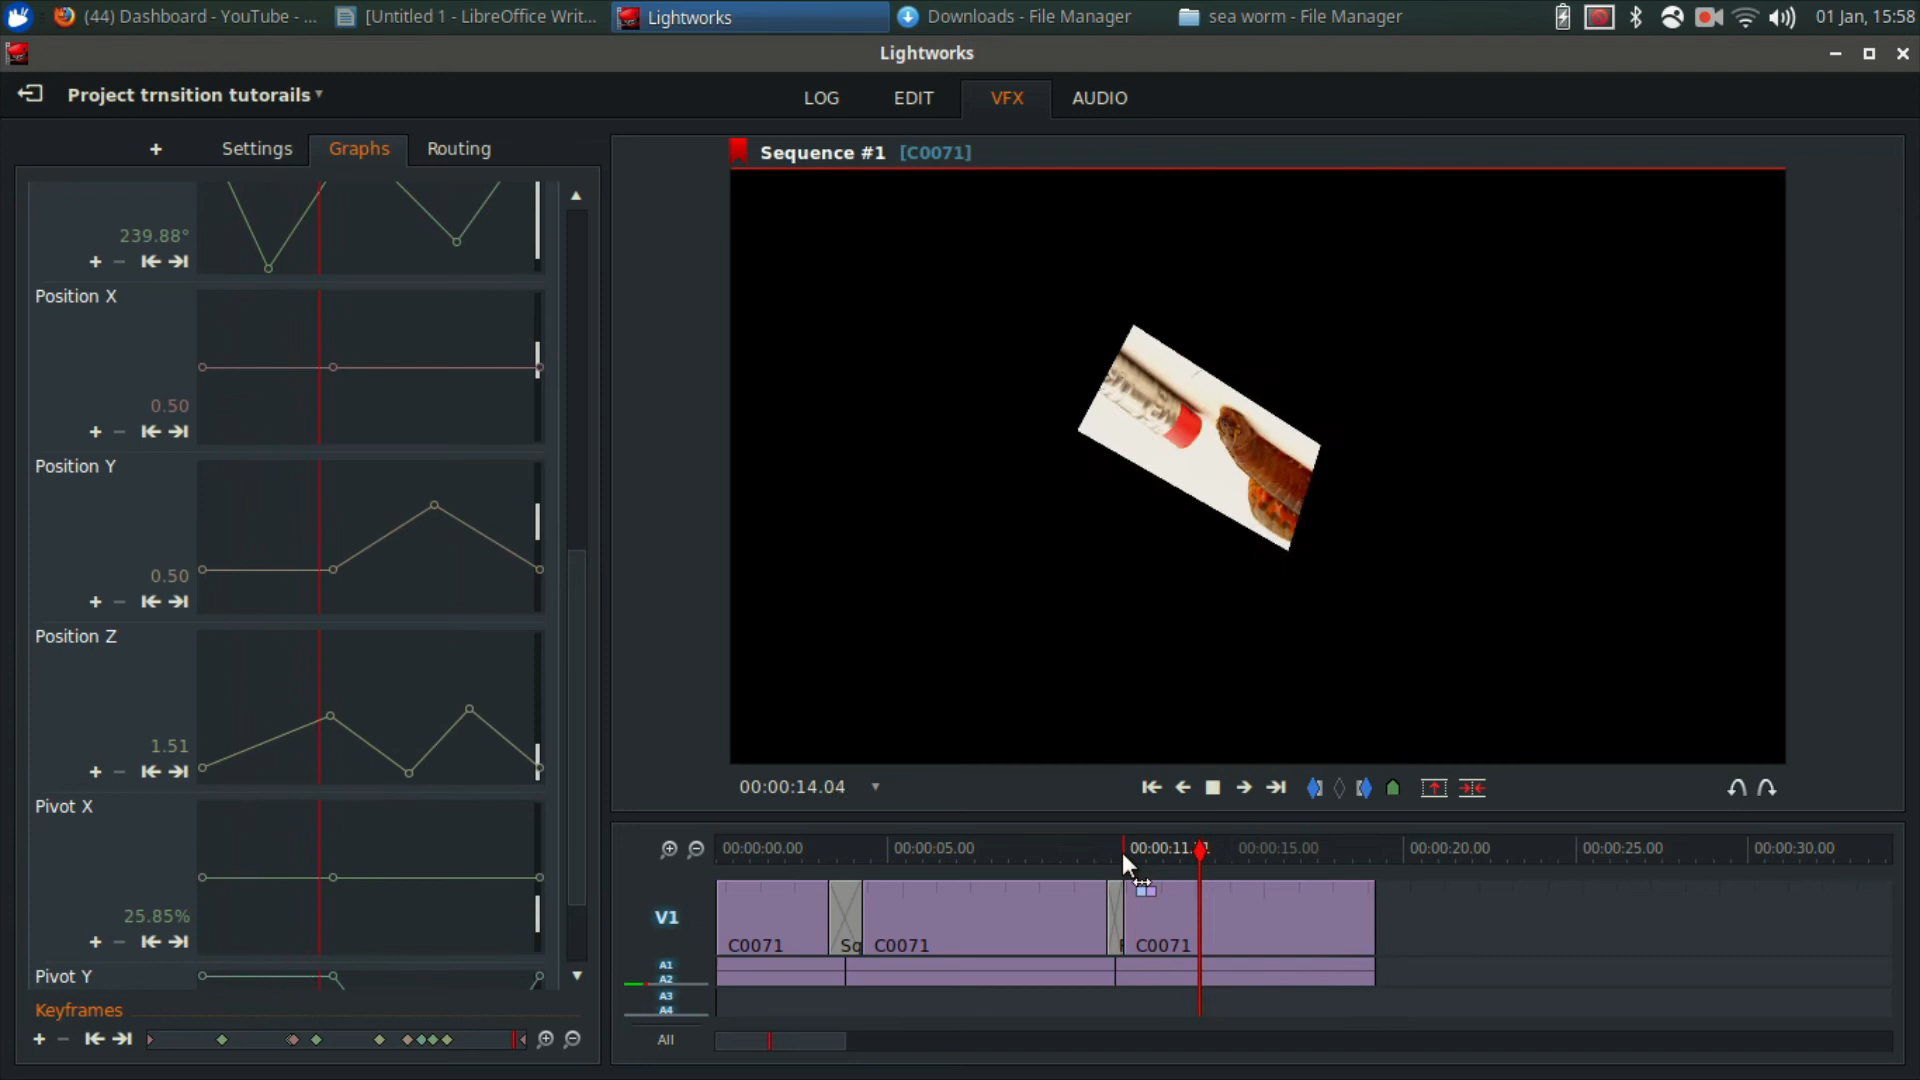 (44) Dashboard - YouTube - ...
[Untitled 1 - LibreOffice Writ...
Lightworks
Downloads - File Manager
sea worm - File Manager
01 Jan, 15:58
Lightworks
Project trnsition tutorails
LOG
EDIT
VFX
AUDIO
Settings
Graphs
Routing
Sequence #1 [C0071]
239.88°
Position X
0.50
Position Y
0.50
Position Z
1.51
Pivot X
25.85%
Pivot Y
Keyframes
00:00:14.04
00:00:00.00
00:00:05.00
00:00:15.00
00:00:20.00
00:00:25.00
00:00:30.00
V1
C0071
Sq
C0071
C0071
A1
A2
A3
A4
All